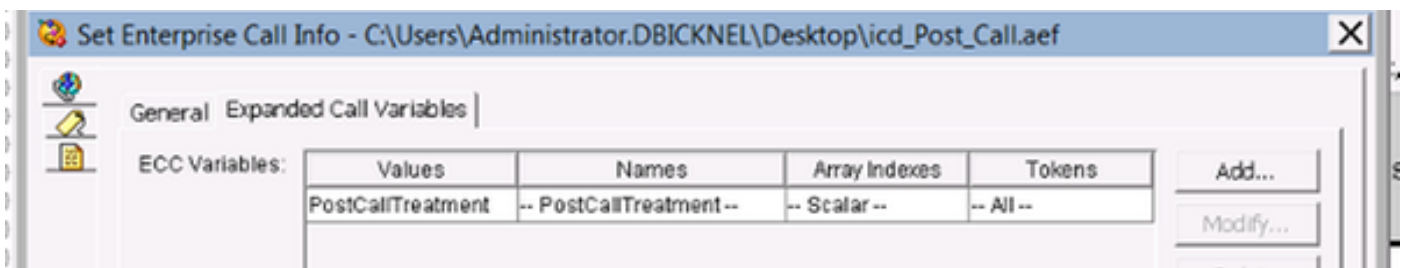 Set Enterprise Call Info - C:\Users\Administrator.DBICKNEL\Desktop\icd_Post_Call.aef
General Expanded Call Variables
ECC Variables: Values Names Array Indexes Tokens Add...
PostCallTreatment -- PostCallTreatment -- -- Scalar -- -- All --
Modify...